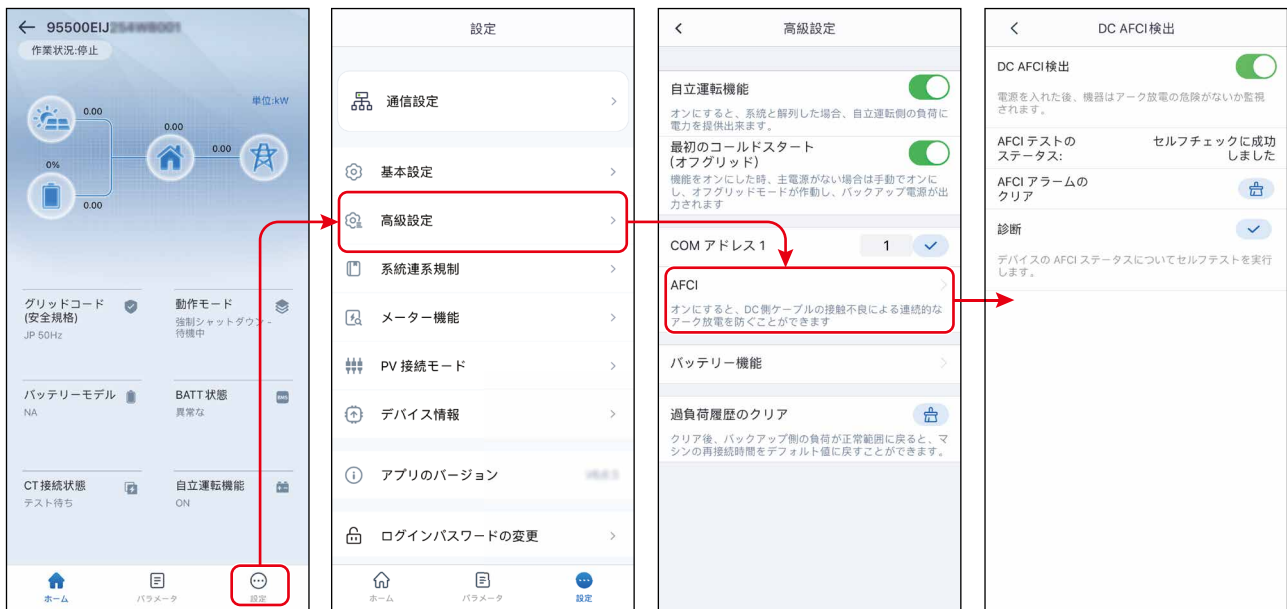 95500EIJ
作業状況:停止
単位:kW
0.00
0.00
0.00
0%
0.00
グリッドコード
(安全規格)
JP 50Hz
動作モード
強制シャットダウン -
待機中
バッテリーモデル
NA
BATT 状態
異常な
CT 接続状態
テスト待ち
自立運転機能
ON
ホーム
パラメータ
設定
設定
通信設定
基本設定
高級設定
系統連系規制
メーター機能
PV 接続モード
デバイス情報
アプリのバージョン
ログインパスワードの変更
ホーム
パラメータ
設定
高級設定
自立運転機能
オンにすると、系統と解列した場合、自立運転側の負荷に
電力を提供出来ます。
最初のコールドスタート
(オフグリッド)
機能をオンにした時、主電源がない場合は手動でオンに
し、オフグリッドモードが作動し、バックアップ電源が出
力されます
COM アドレス 1
1
AFCI
オンにすると、DC 側ケーブルの接触不良による連続的な
アーク放電を防ぐことができます
バッテリー機能
過負荷履歴のクリア
クリア後、バックアップ側の負荷が正常範囲に戻ると、マ
シンの再接続時間をデフォルト値に戻すことができます。
DC AFCI 検出
DC AFCI 検出
電源を入れた後、機器はアーク放電の危険がないか監視
されます。
AFCI テストの
ステータス:
セルフチェックに成功
しました
AFCI アラームの
クリア
診断
デバイスの AFCI ステータスについてセルフテストを実行
します。